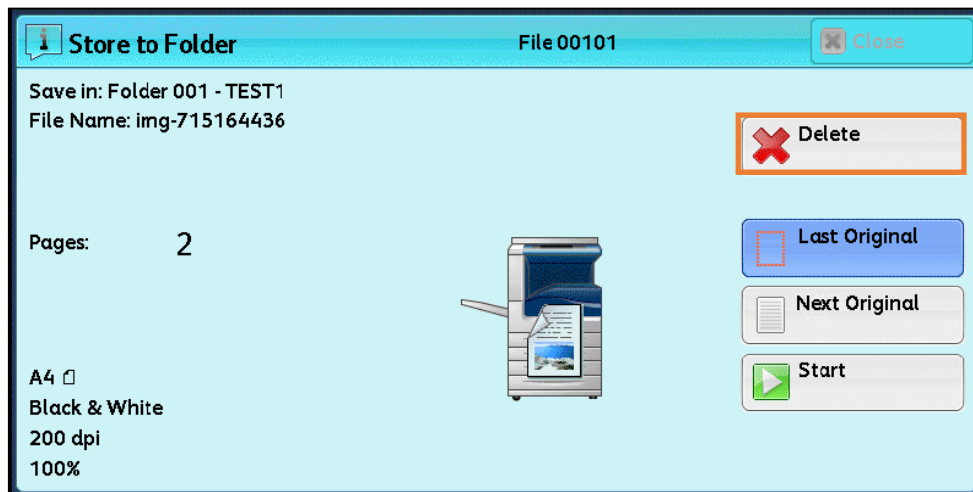 Store to Folder
File 00101
Close
Save in: Folder 001 - TEST1
File Name: img-715164436
Delete
Pages: 2
Last Original
Next Original
Start
A4
Black & White
200 dpi
100%